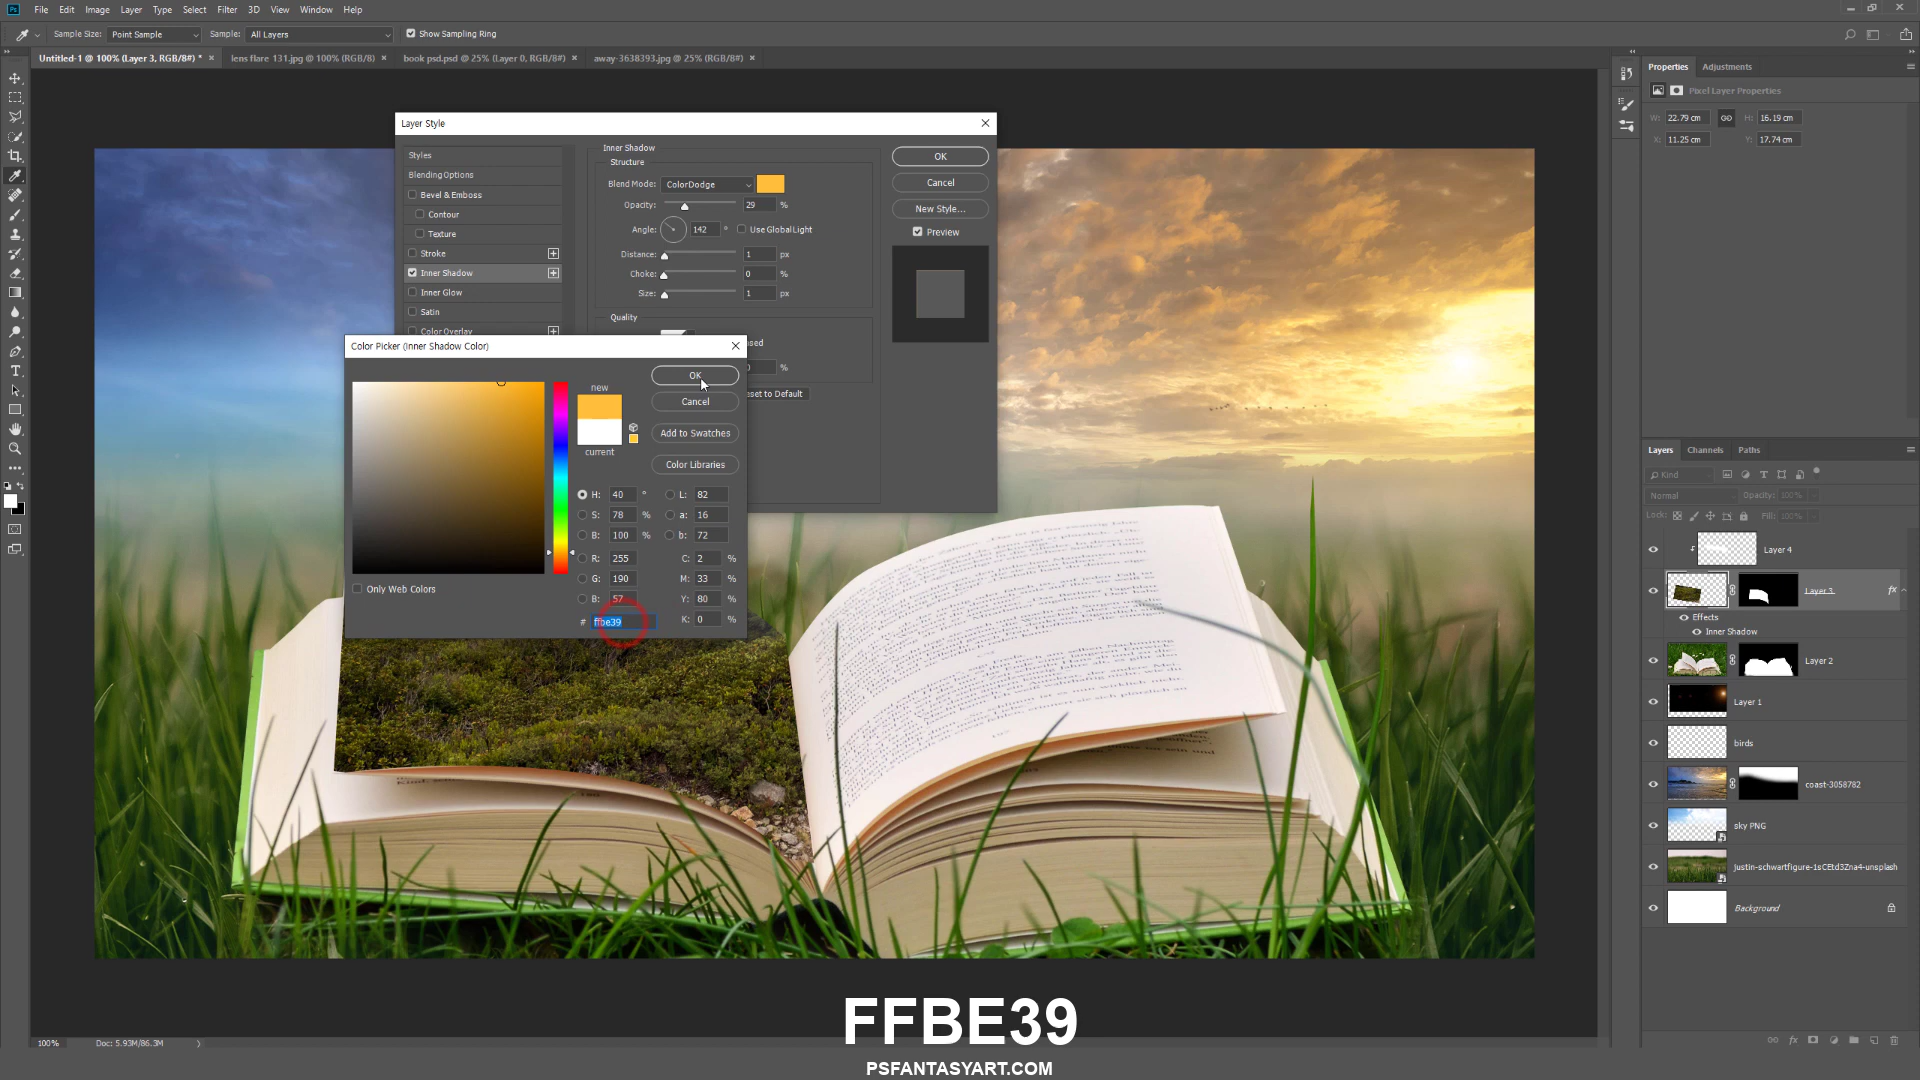 File Edit Image Layer Type Select Filter 3D View Window Help
Sample Size: Point Sample Sample: All Layers Show Sampling Ring
Untitled-1 @ 100% (Layer 3, RGB/8#) * × lens flare 131.jpg @ 100% (RGB/8) × book psd.psd @ 25% (Layer 0, RGB/8#) × away-3638393.jpg @ 25% (RGB/8#) ×
Layer Style
Styles
Blending Options
Bevel & Emboss
Contour
Texture
Stroke
Inner Shadow
Inner Glow
Satin
Color Overlay
Inner Shadow
Structure
Blend Mode: ColorDodge
Opacity: 29 %
Angle: 142 ° Use Global Light
Distance: 1 px
Choke: 0 %
Size: 1 px
Quality
%
OK
Cancel
New Style...
Preview
Color Picker (Inner Shadow Color)
new
current
OK
Cancel
Add to Swatches
Color Libraries
H: 40 ° L: 82
S: 78 % a: 16
B: 100 % b: 72
R: 255 C: 2 %
G: 190 M: 33 %
B: 57 Y: 80 %
# ffbe39 K: 0 %
Only Web Colors
Properties Adjustments
Pixel Layer Properties
W: 22.79 cm H: 16.19 cm
X: 11.25 cm Y: 17.74 cm
Layers Channels Paths
Kind
Normal Opacity: 100%
Lock: Fill: 100%
Layer 4
Layer 3 fx
Effects
Inner Shadow
Layer 2
Layer 1
birds
coast-3058782
sky PNG
justin-schwartfigure-1sCEtd3Zna4-unsplash
Background
100% Doc: 5.93M/86.3M
FFBE39
PSFANTASYART.COM